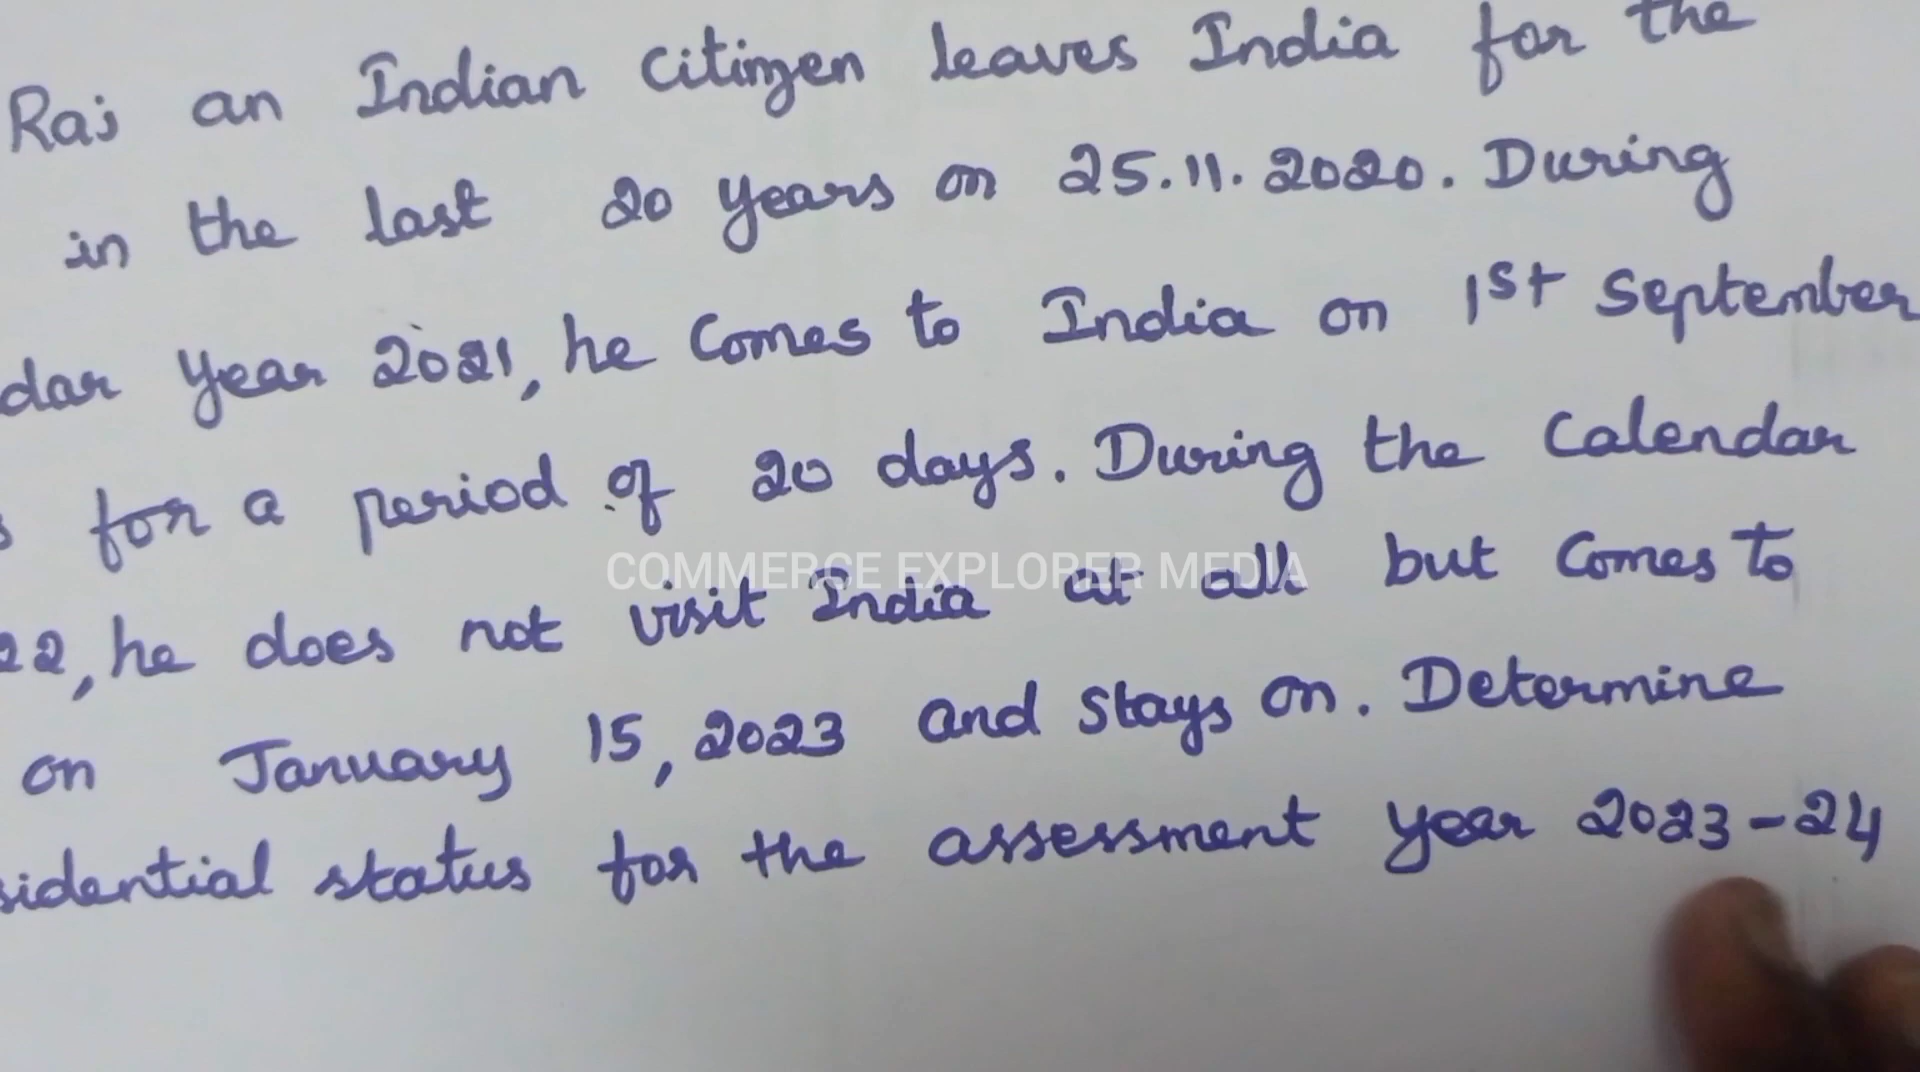 Raj an Indian Citizen leaves India for the
in the last 20 years on 25.11.2020. During
dar year 2021, he Comes to India on 1st September
s for a period of 20 days. During the Calendar
22, he does not visit India at all but Comes to
COMMERCE EXPLORER MEDIA
on January 15, 2023 and stays on. Determine
sidential status for the assessment year 2023-24